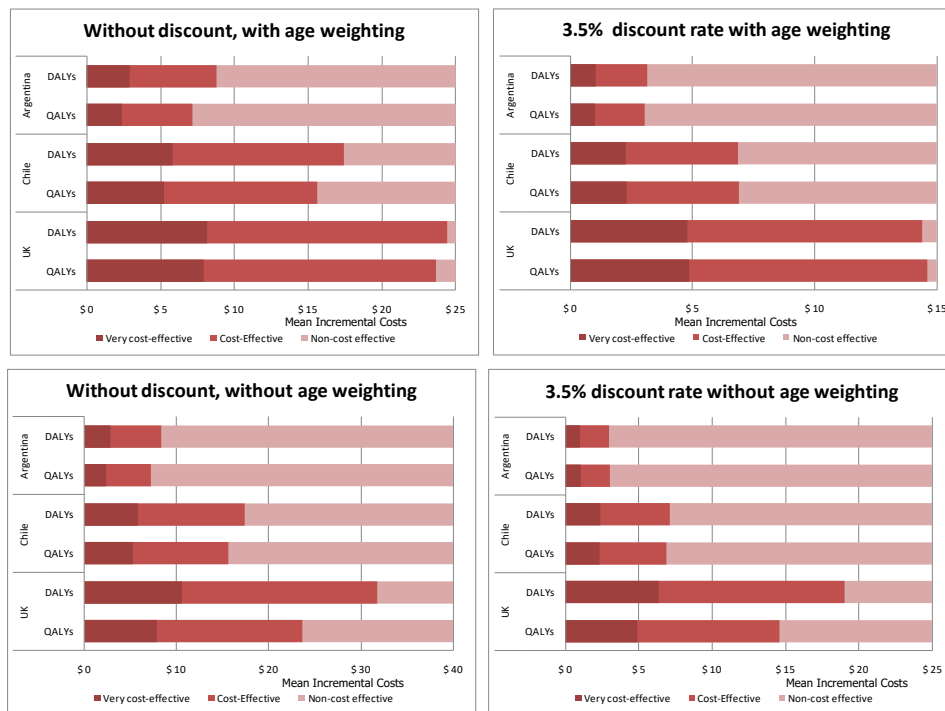 Without discount, with age weighting
Argentina
DALYs
QALYs
Chile
DALYs
QALYs
UK
DALYs
QALYs
$ 0 $ 5 $ 10 $ 15 $ 20 $ 25
Mean Incremental Costs
Very cost-effective Cost-Effective Non-cost effective
3.5% discount rate with age weighting
Argentina
DALYs
QALYs
Chile
DALYs
QALYs
UK
DALYs
QALYs
$ 0 $ 5 $ 10 $ 15
Mean Incremental Costs
Very cost-effective Cost-Effective Non-cost effective
Without discount, without age weighting
Argentina
DALYs
QALYs
Chile
DALYs
QALYs
UK
DALYs
QALYs
$ 0 $ 10 $ 20 $ 30 $ 40
Mean Incremental Costs
Very cost-effective Cost-Effective Non-cost effective
3.5% discount rate without age weighting
Argentina
DALYs
QALYs
Chile
DALYs
QALYs
UK
DALYs
QALYs
$ 0 $ 5 $ 10 $ 15 $ 20 $ 25
Mean Incremental Costs
Very cost-effective Cost-Effective Non-cost effective